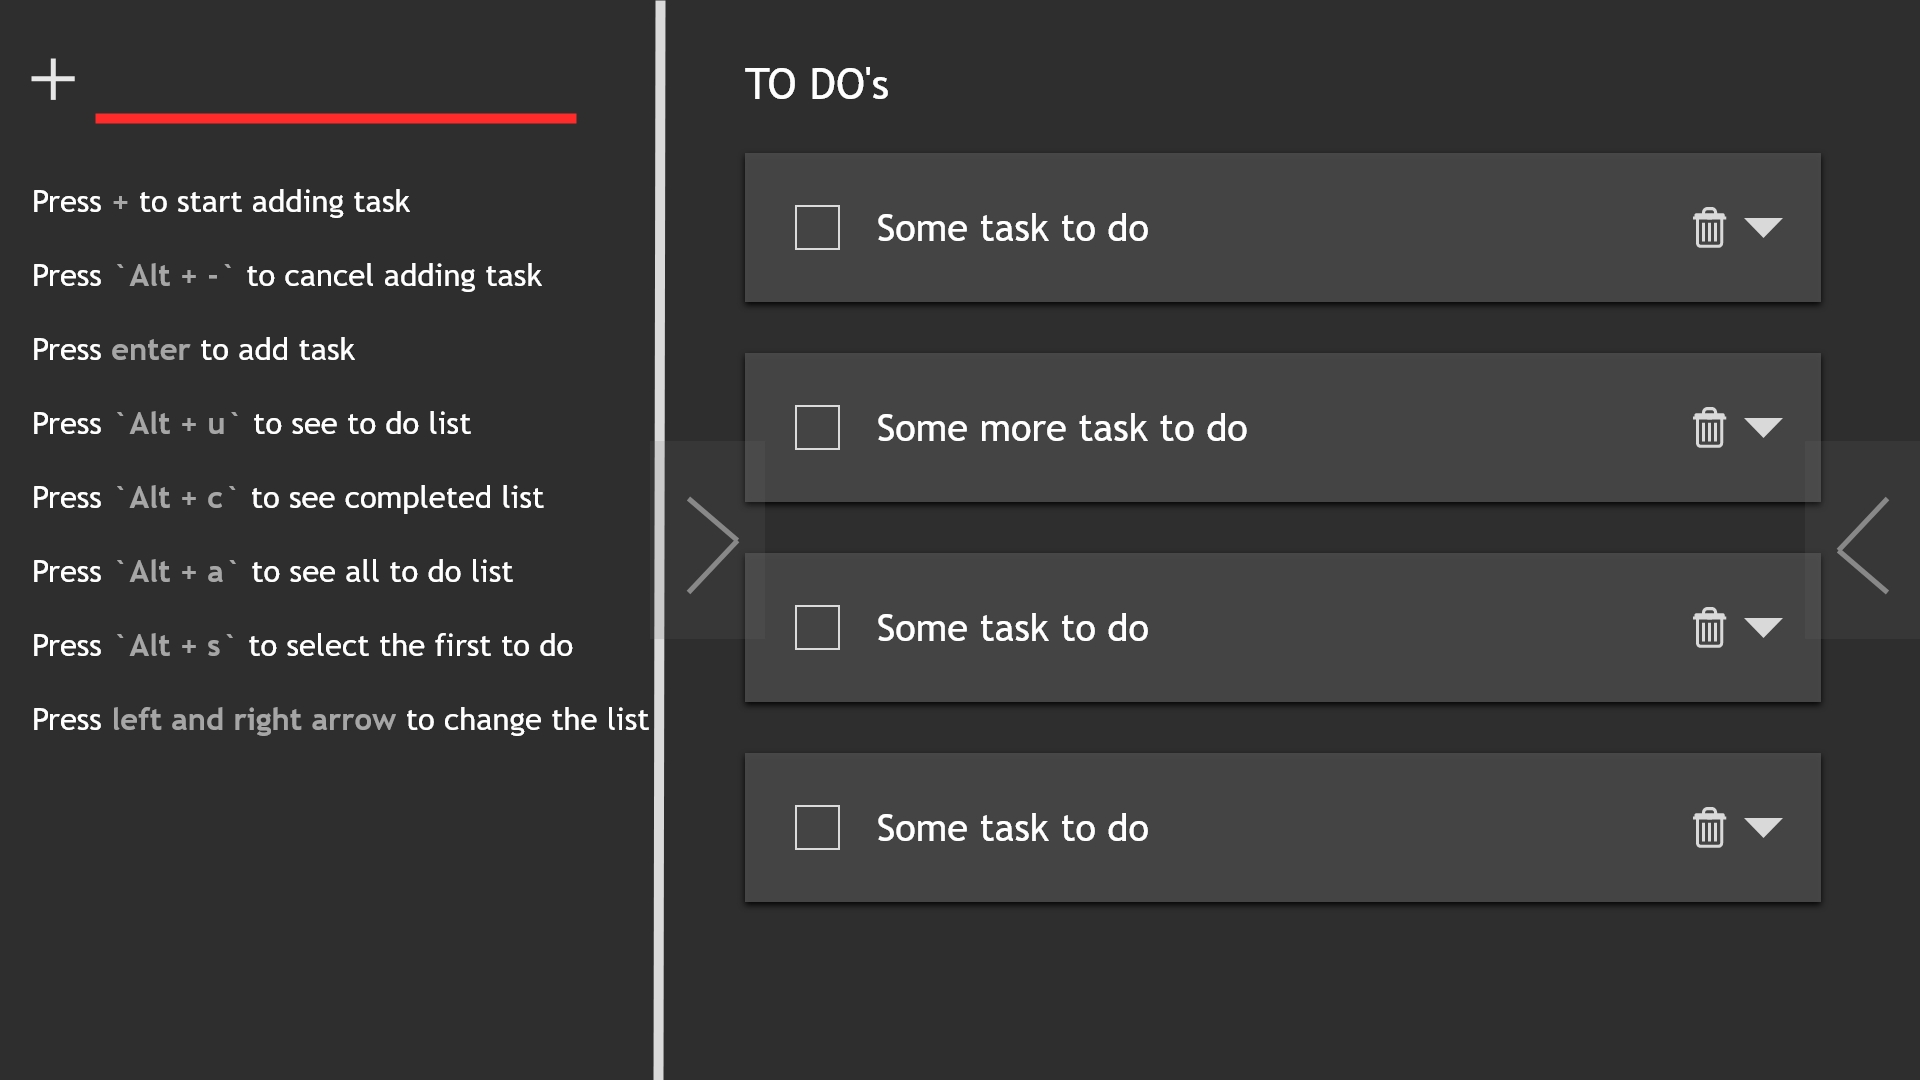 Press + to start adding task
Press `Alt + -` to cancel adding task
Press enter to add task
Press `Alt + u` to see to do list
Press `Alt + c` to see completed list
Press `Alt + a` to see all to do list
Press `Alt + s` to select the first to do
Press left and right arrow to change the list
TO DO's
Some task to do
Some more task to do
Some task to do
Some task to do